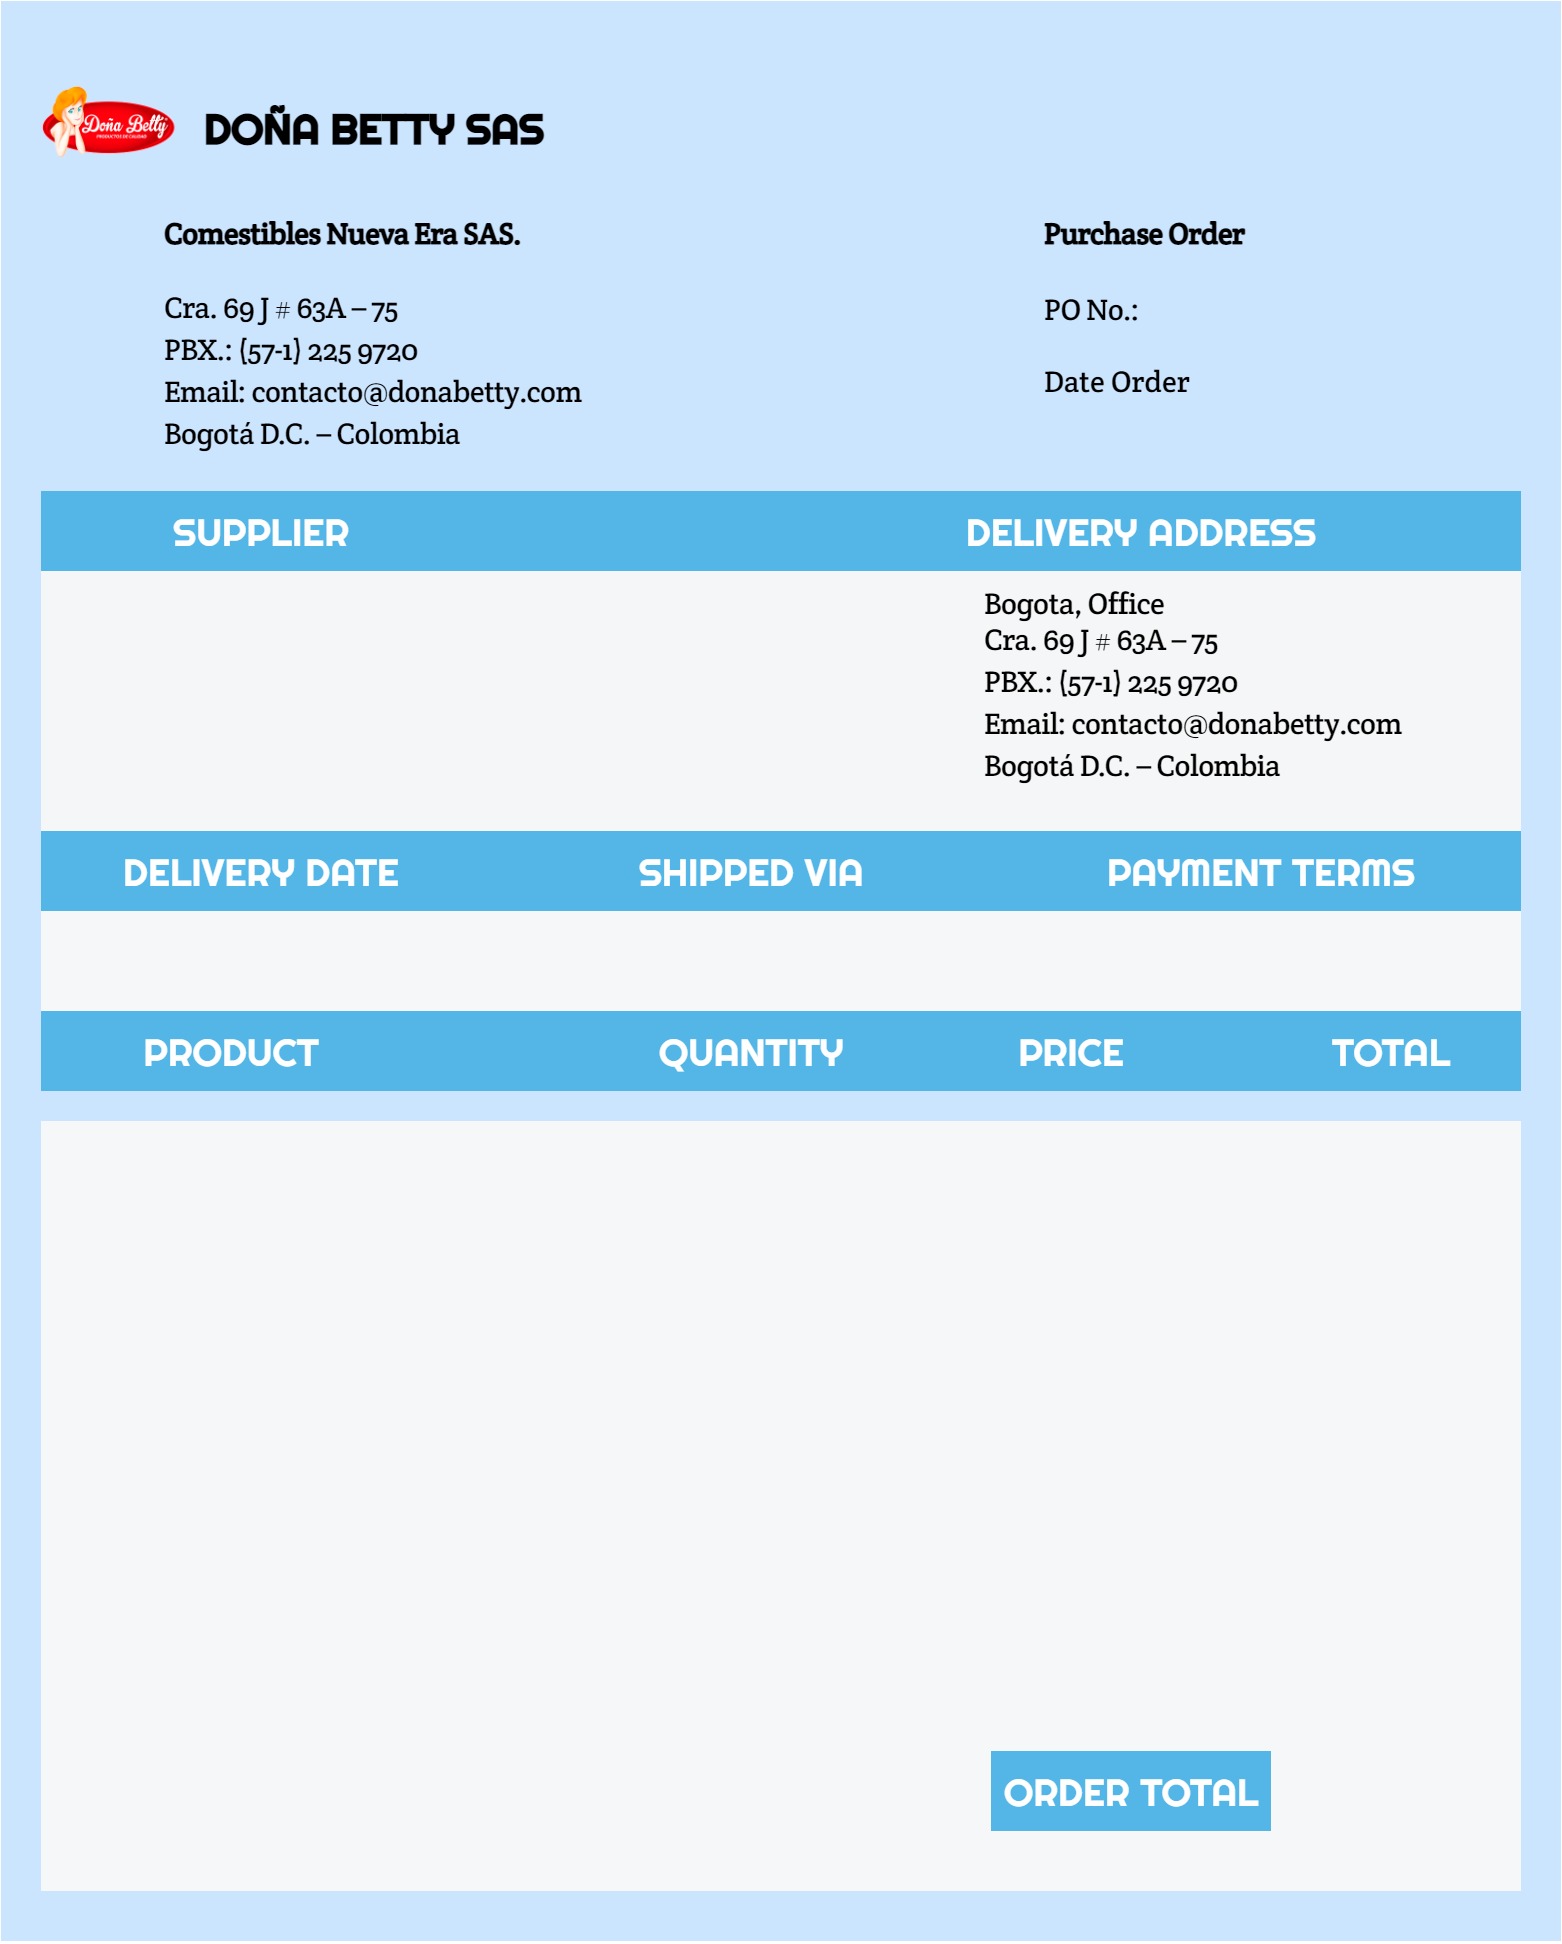 Doña Betty
PRODUCTOS DE CALIDAD
DOÑA BETTY SAS
Comestibles Nueva Era SAS.
Cra. 69 J # 63A – 75
PBX.: (57-1) 225 9720
Email: contacto@donabetty.com
Bogotá D.C. – Colombia
Purchase Order
PO No.:
Date Order
SUPPLIER
DELIVERY ADDRESS
Bogota, Office
Cra. 69 J # 63A – 75
PBX.: (57-1) 225 9720
Email: contacto@donabetty.com
Bogotá D.C. – Colombia
DELIVERY DATE
SHIPPED VIA
PAYMENT TERMS
PRODUCT
QUANTITY
PRICE
TOTAL
ORDER TOTAL